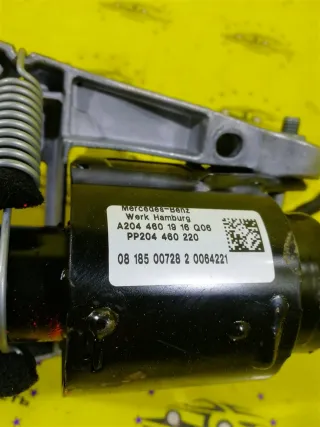 Mercedes-Benz
Werk Hamburg
A204 460 19 16 Q06
PP204 460 220
08 185 00728 2 0064221